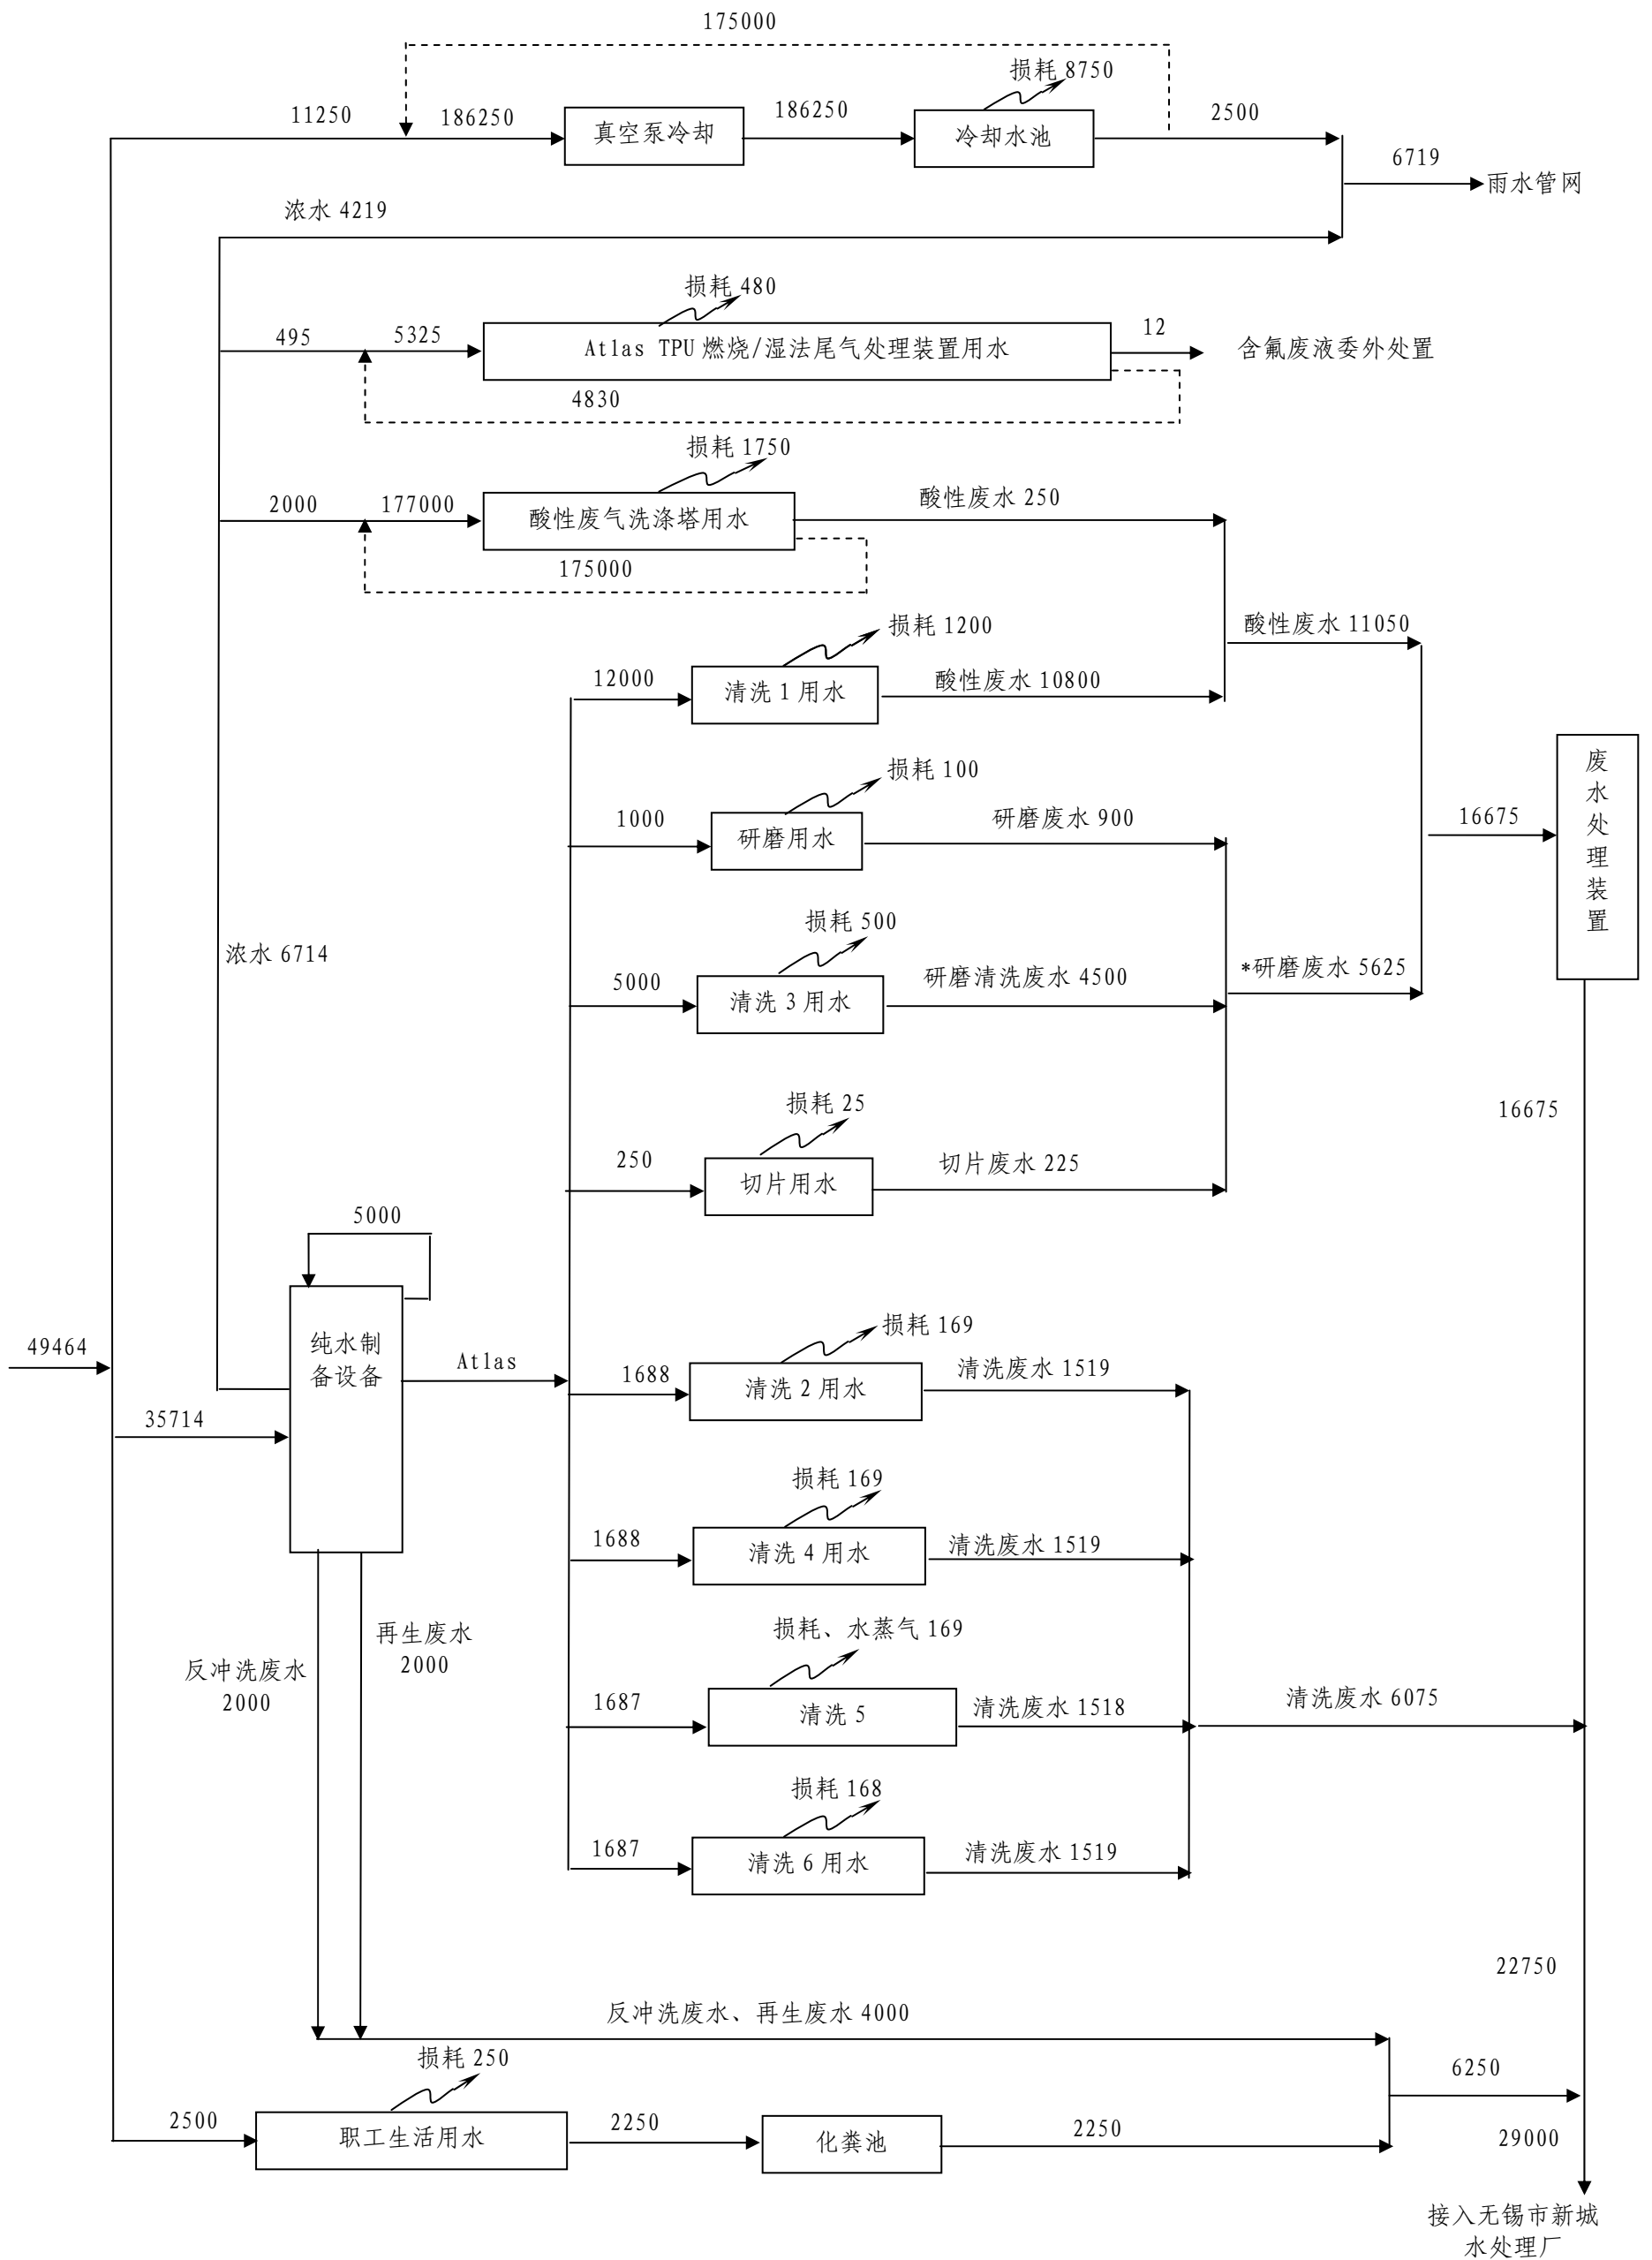 175000
损耗 8750
11250
186250
真空泵冷却
186250
冷却水池
2500
6719
雨水管网
浓水 4219
损耗 480
495
5325
Atlas TPU 燃烧/湿法尾气处理装置用水
12
含氟废液委外处置
4830
损耗 1750
2000
177000
酸性废气洗涤塔用水
酸性废水 250
175000
损耗 1200
酸性废水 11050
12000
清洗 1 用水
酸性废水 10800
损耗 100
1000
研磨用水
研磨废水 900
16675
废水处理装置
损耗 500
浓水 6714
5000
清洗 3 用水
研磨清洗废水 4500
*研磨废水 5625
损耗 25
16675
250
切片用水
切片废水 225
5000
损耗 169
49464
纯水制
备设备
Atlas
1688
清洗 2 用水
清洗废水 1519
35714
损耗 169
1688
清洗 4 用水
清洗废水 1519
再生废水
2000
反冲洗废水
2000
损耗、水蒸气 169
1687
清洗 5
清洗废水 1518
清洗废水 6075
损耗 168
1687
清洗 6 用水
清洗废水 1519
22750
反冲洗废水、再生废水 4000
损耗 250
6250
2500
职工生活用水
2250
化粪池
2250
29000
接入无锡市新城
水处理厂